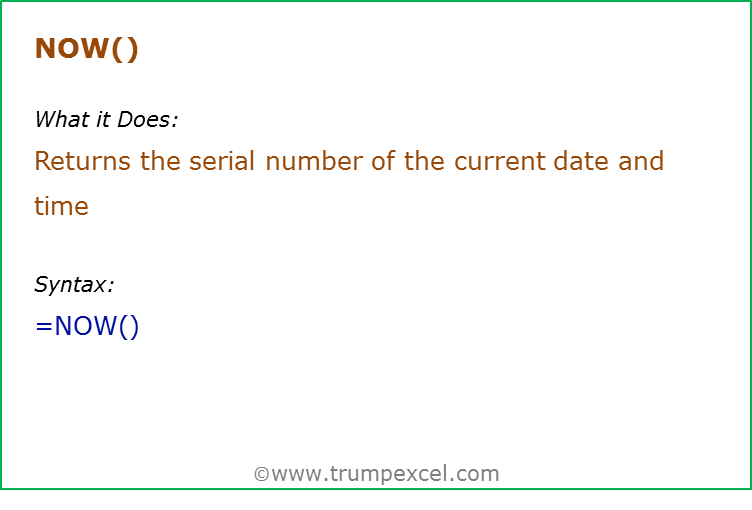 NOW()
What it Does:
Returns the serial number of the current date and
time
Syntax:
=NOW()
©www.trumpexcel.com